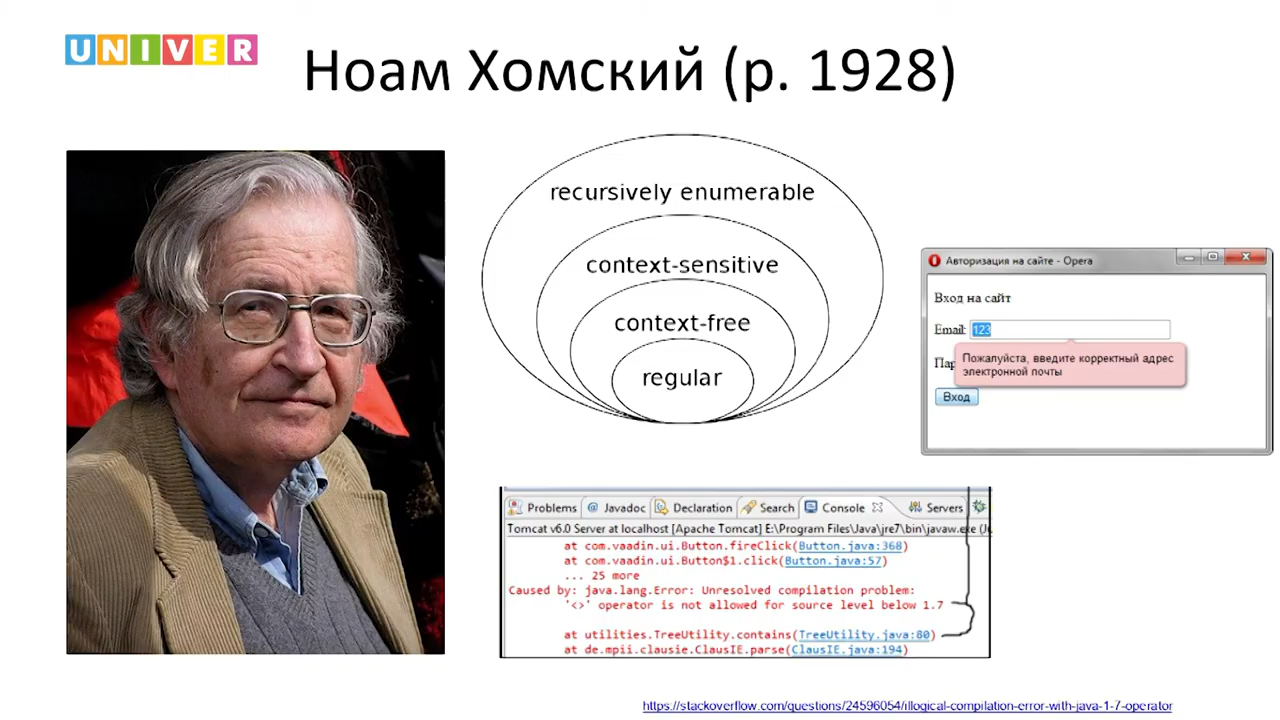 UNIVER
Ноам Хомский (р. 1928)
recursively enumerable
context-sensitive
context-free
regular
Авторизация на сайте - Opera
Вход на сайт
Email: 123
Пожалуйста, введите корректный адрес
электронной почты
Вход
Problems @ Javadoc Declaration Search Console Servers
Tomcat v6.0 Server at localhost [Apache Tomcat] E:\Program Files\Java\jre7\bin\javaw.exe
at com.vaadin.ui.Button.fireClick(Button.java:368)
at com.vaadin.ui.Button$1.click(Button.java:57)
... 25 more
Caused by: java.lang.Error: Unresolved compilation problem:
'<>' operator is not allowed for source level below 1.7
at utilities.TreeUtility.contains(TreeUtility.java:80)
at de.mpii.clausie.ClausIE.parse(ClausIE.java:194)
https://stackoverflow.com/questions/24596054/illogical-compilation-error-with-java-1-7-operator